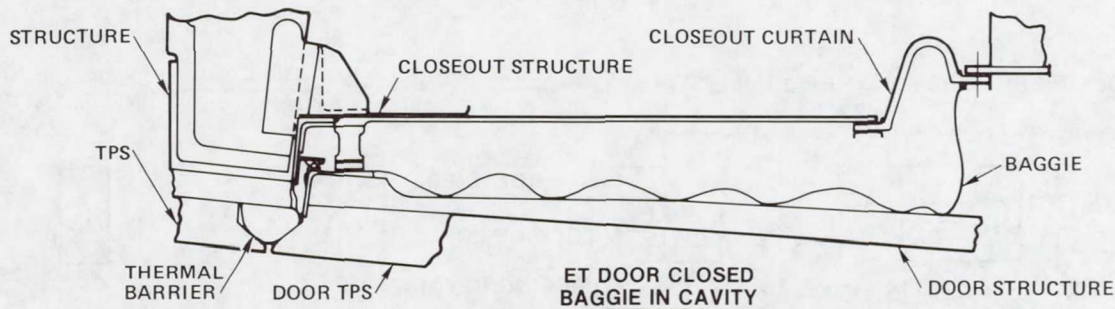 STRUCTURE
CLOSEOUT STRUCTURE
CLOSEOUT CURTAIN
TPS
BAGGIE
THERMAL
BARRIER
DOOR TPS
ET DOOR CLOSED
BAGGIE IN CAVITY
DOOR STRUCTURE